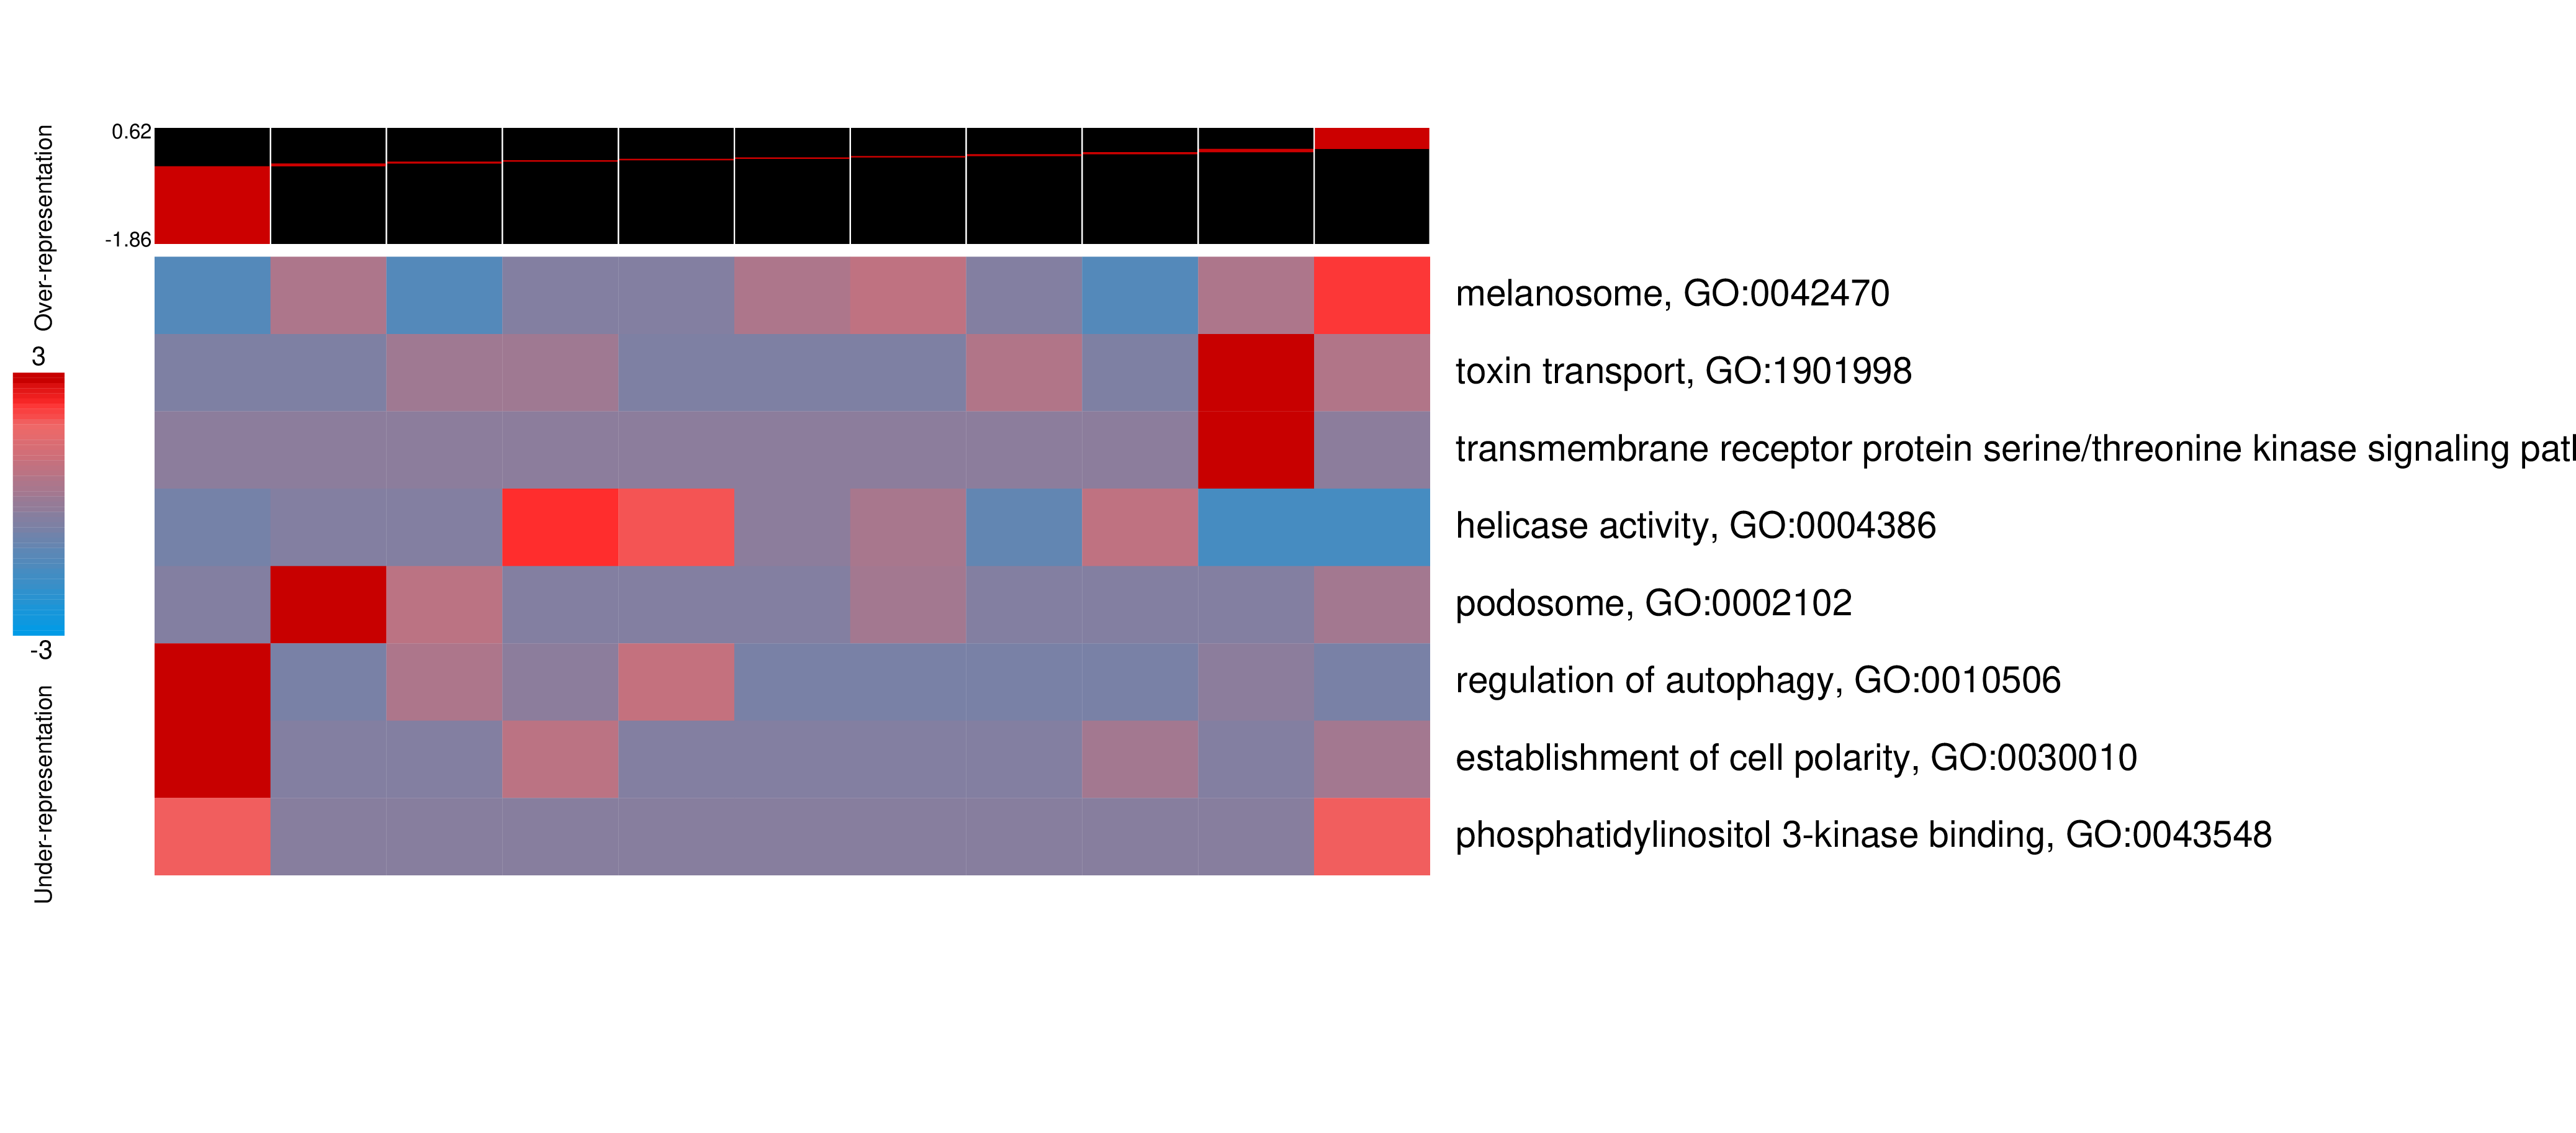 Over-representation
3
-3
Under-representation
0.62
-1.86
melanosome, GO:0042470
toxin transport, GO:1901998
transmembrane receptor protein serine/threonine kinase signaling
helicase activity, GO:0004386
podosome, GO:0002102
regulation of autophagy, GO:0010506
establishment of cell polarity, GO:0030010
phosphatidylinositol 3-kinase binding, GO:0043548